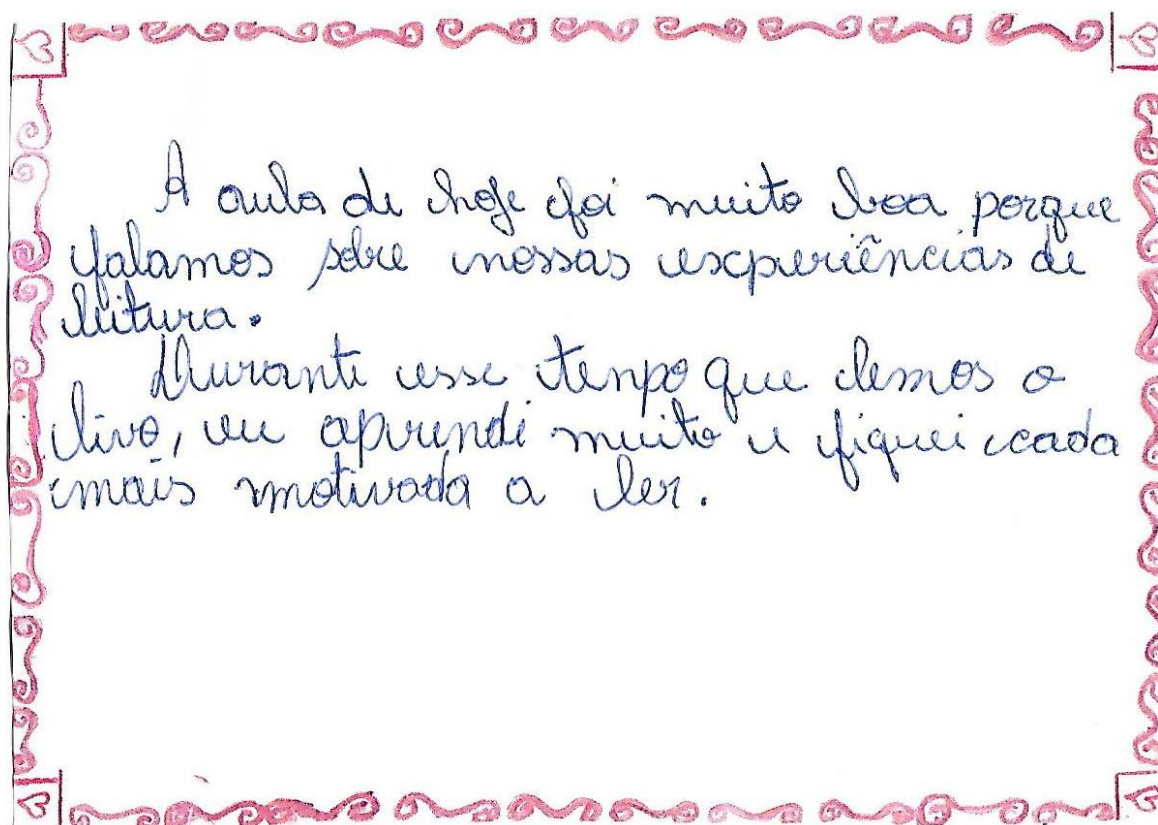 A aula de hoje foi muito boa porque
falamos sobre nossas experiências de
leitura.
Durante esse tenpo que lemos o
livro, eu aprendi muito e fiquei cada
mais motivada a ler.